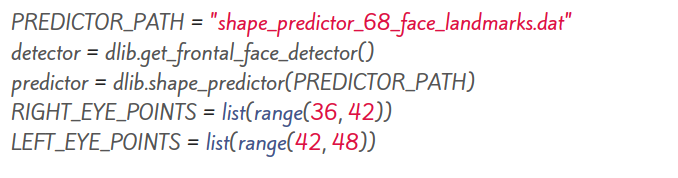 PREDICTOR_PATH = "shape_predictor_68_face_landmarks.dat"
detector = dlib.get_frontal_face_detector()
predictor = dlib.shape_predictor(PREDICTOR_PATH)
RIGHT_EYE_POINTS = list(range(36, 42))
LEFT_EYE_POINTS = list(range(42, 48))